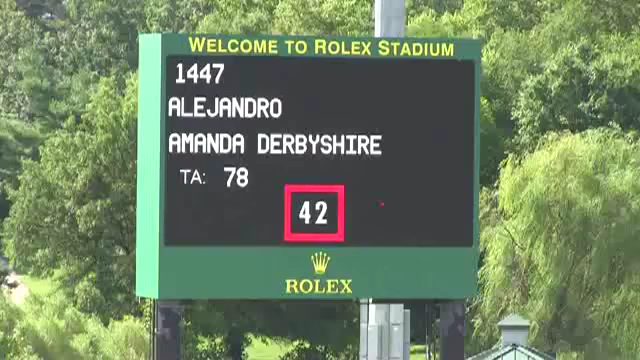 WELCOME TO ROLEX STADIUM
1447
ALEJANDRO
AMANDA DERBYSHIRE
TA: 78
42
ROLEX